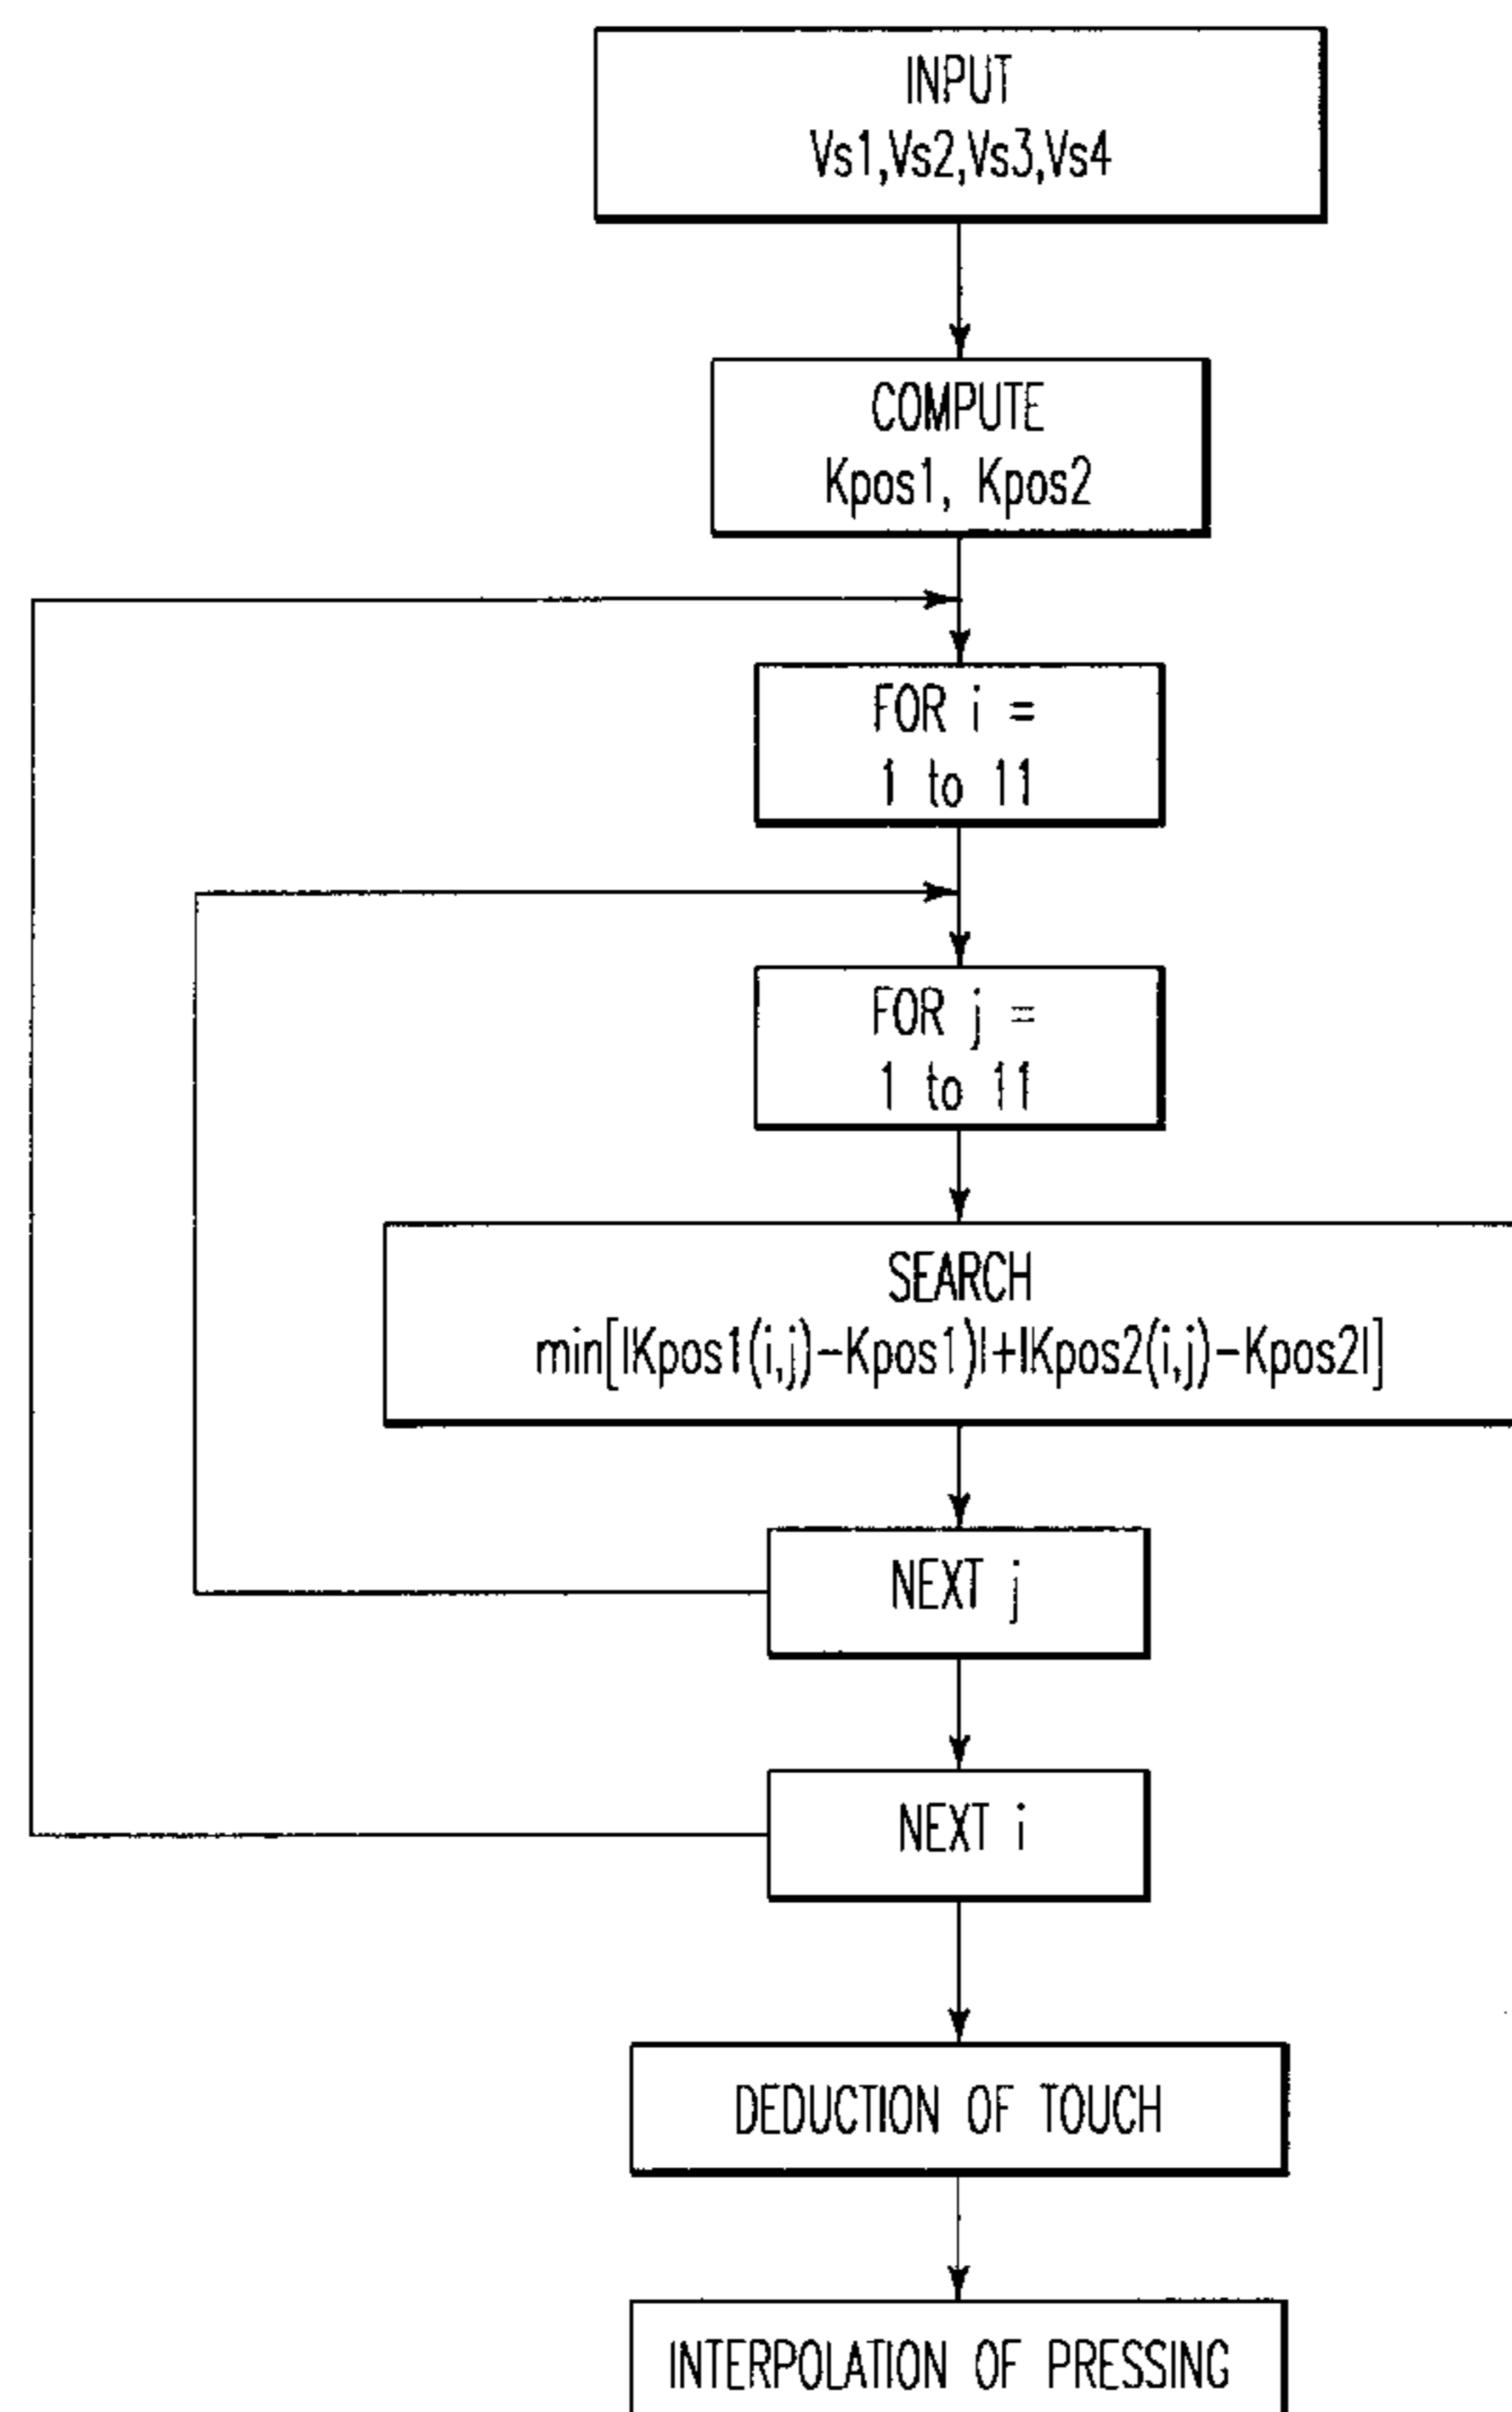 INPUT
Vs1,Vs2,Vs3,Vs4
COMPUTE
Kpos1, Kpos2
FOR i =
1 to 11
FOR j =
1 to 11
SEARCH
min[|Kpos1(i,j)-Kpos1)|+|Kpos2(i,j)-Kpos2|]
NEXT j
NEXT i
DEDUCTION OF TOUCH
INTERPOLATION OF PRESSING